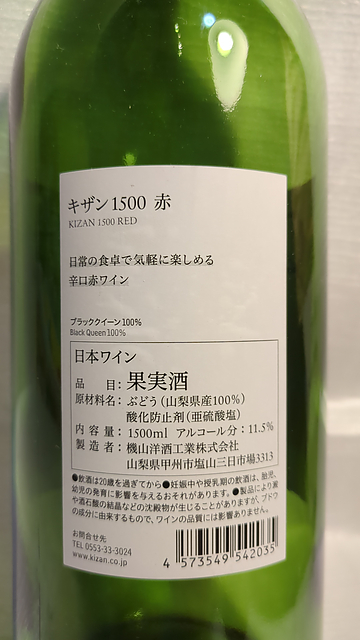 キザン1500 赤
KIZAN 1500 RED
日常の食卓で気軽に楽しめる
辛口赤ワイン
ブラッククイーン100%
Black Queen 100%
日本ワイン
品 目：果実酒
原材料名：ぶどう（山梨県産100%）
酸化防止剤（亜硫酸塩）
内 容 量：1500ml アルコール分：11.5%
製 造 者：機山洋酒工業株式会社
山梨県甲州市塩山三日市場3313
●飲酒は20歳を過ぎてから●妊娠中や授乳期の飲酒は、胎児、
幼児の発育に影響を与えるおそれがあります。●製品により澱
や酒石酸の結晶などの沈殿物が生じることがありますが、ブドウ
の成分に由来するもので、ワインの品質には影響ありません。
お問合せ先
TEL 0553-33-3024
www.kizan.co.jp
4 573549 542035